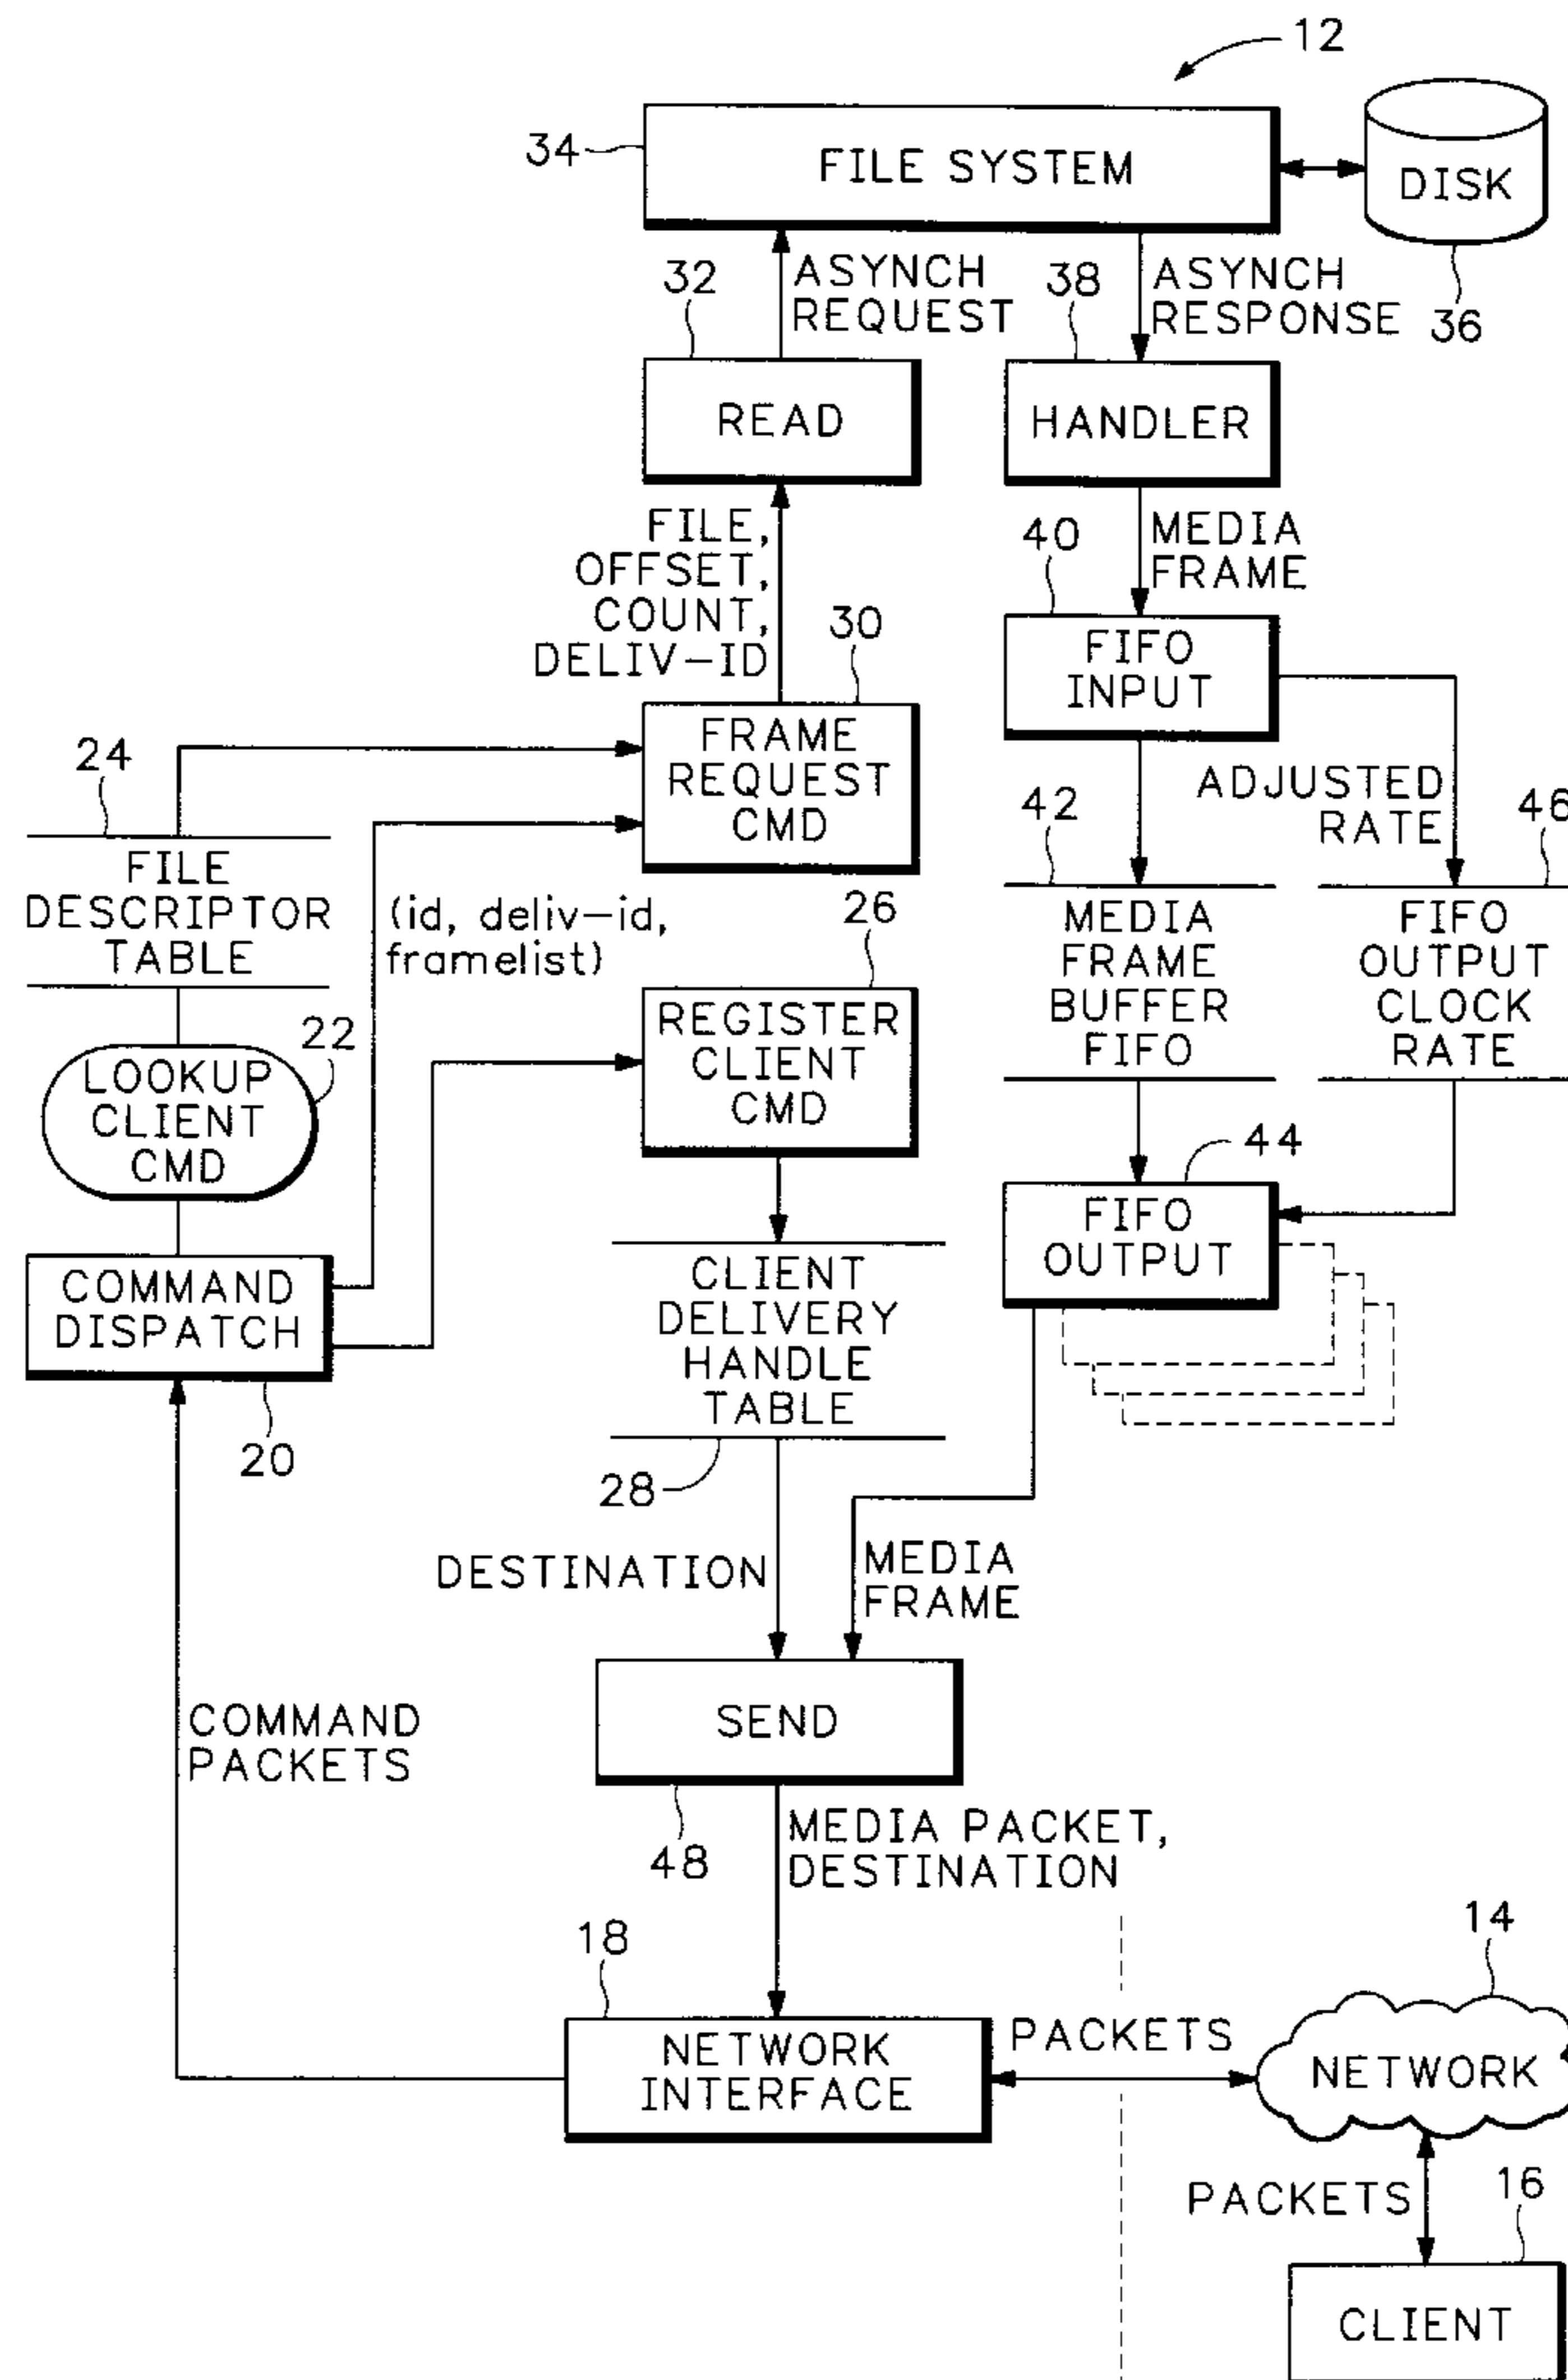 12
34
FILE SYSTEM
DISK
36
32
ASYNCH
REQUEST
38
ASYNCH
RESPONSE
READ
HANDLER
FILE,
OFFSET,
COUNT,
DELIV-ID
40
MEDIA
FRAME
30
FIFO
INPUT
24
FRAME
REQUEST
CMD
ADJUSTED
RATE
42
46
FILE
DESCRIPTOR
TABLE
(id, deliv-id,
framelist)
26
MEDIA
FRAME
BUFFER
FIFO
FIFO
OUTPUT
CLOCK
RATE
22
LOOKUP
CLIENT
CMD
REGISTER
CLIENT
CMD
44
FIFO
OUTPUT
COMMAND
DISPATCH
20
CLIENT
DELIVERY
HANDLE
TABLE
28
DESTINATION
MEDIA
FRAME
COMMAND
PACKETS
SEND
48
MEDIA PACKET,
DESTINATION
18
NETWORK
INTERFACE
PACKETS
14
NETWORK
PACKETS
16
CLIENT